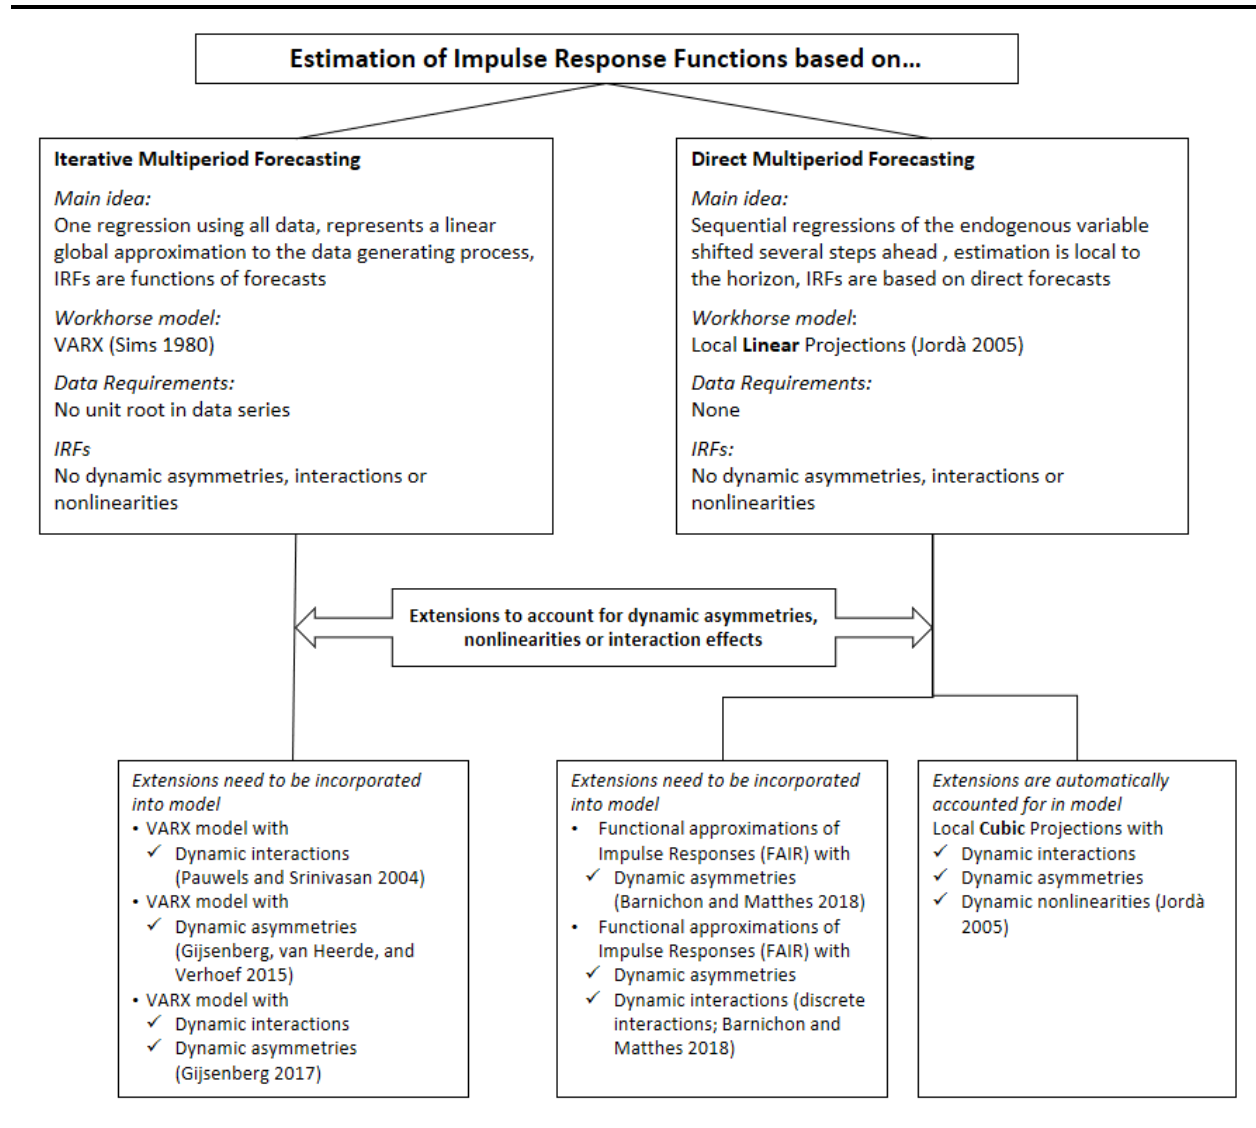 Estimation of Impulse Response Functions based on...
Iterative Multiperiod Forecasting
Main idea:
One regression using all data, represents a linear
global approximation to the data generating process,
IRFs are functions of forecasts
Workhorse model:
VARX (Sims 1980)
Data Requirements:
No unit root in data series
IRFs
No dynamic asymmetries, interactions or
nonlinearities
Direct Multiperiod Forecasting
Main idea:
Sequential regressions of the endogenous variable
shifted several steps ahead , estimation is local to
the horizon, IRFs are based on direct forecasts
Workhorse model:
Local Linear Projections (Jordà 2005)
Data Requirements:
None
IRFs:
No dynamic asymmetries, interactions or
nonlinearities
Extensions to account for dynamic asymmetries,
nonlinearities or interaction effects
Extensions need to be incorporated
into model
• VARX model with
✓ Dynamic interactions
(Pauwels and Srinivasan 2004)
• VARX model with
✓ Dynamic asymmetries
(Gijsenberg, van Heerde, and
Verhoef 2015)
• VARX model with
✓ Dynamic interactions
✓ Dynamic asymmetries
(Gijsenberg 2017)
Extensions need to be incorporated
into model
• Functional approximations of
Impulse Responses (FAIR) with
✓ Dynamic asymmetries
(Barnichon and Matthes 2018)
• Functional approximations of
Impulse Responses (FAIR) with
✓ Dynamic asymmetries
✓ Dynamic interactions (discrete
interactions; Barnichon and
Matthes 2018)
Extensions are automatically
accounted for in model
Local Cubic Projections with
✓ Dynamic interactions
✓ Dynamic asymmetries
✓ Dynamic nonlinearities (Jordà
2005)